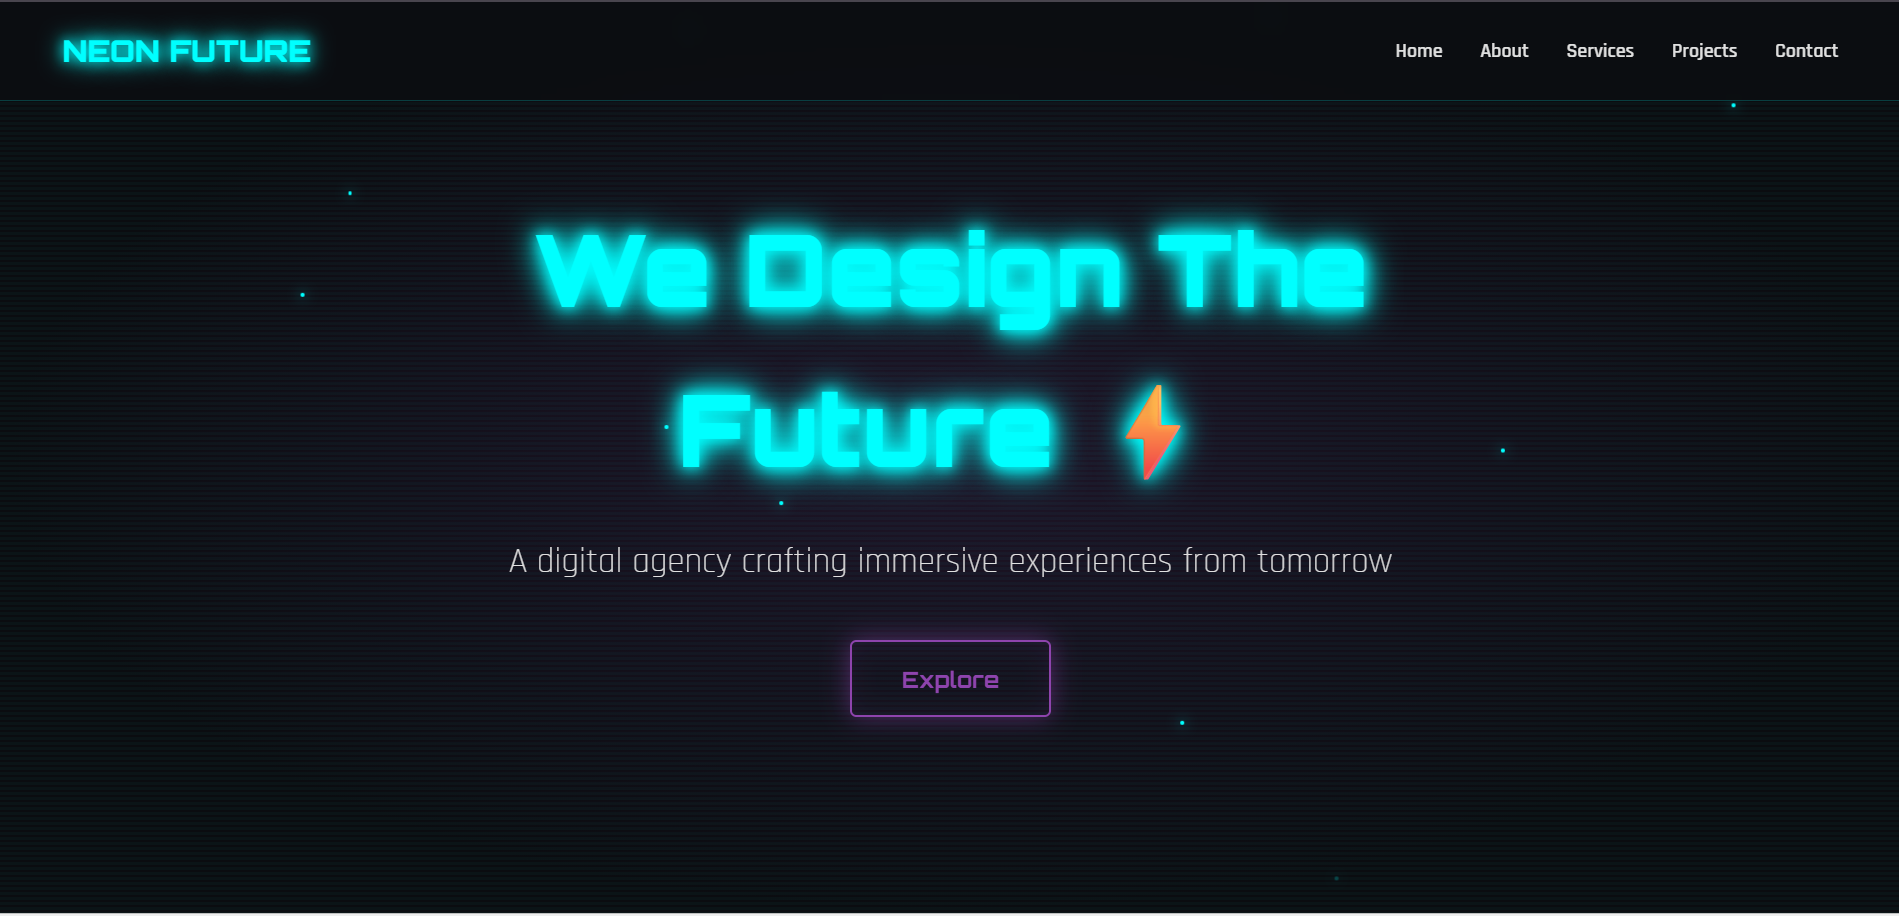 NEON FUTURE
Home About Services Projects Contact
We Design The
Future ⚡
A digital agency crafting immersive experiences from tomorrow
Explore